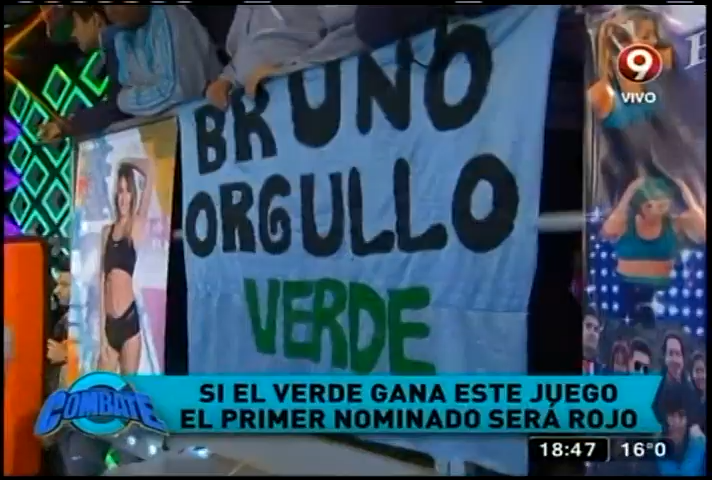 BRUNO
ORGULLO
VERDE
9
VIVO
COMBATE
SI EL VERDE GANA ESTE JUEGO
EL PRIMER NOMINADO SERÁ ROJO
18:47 16°0